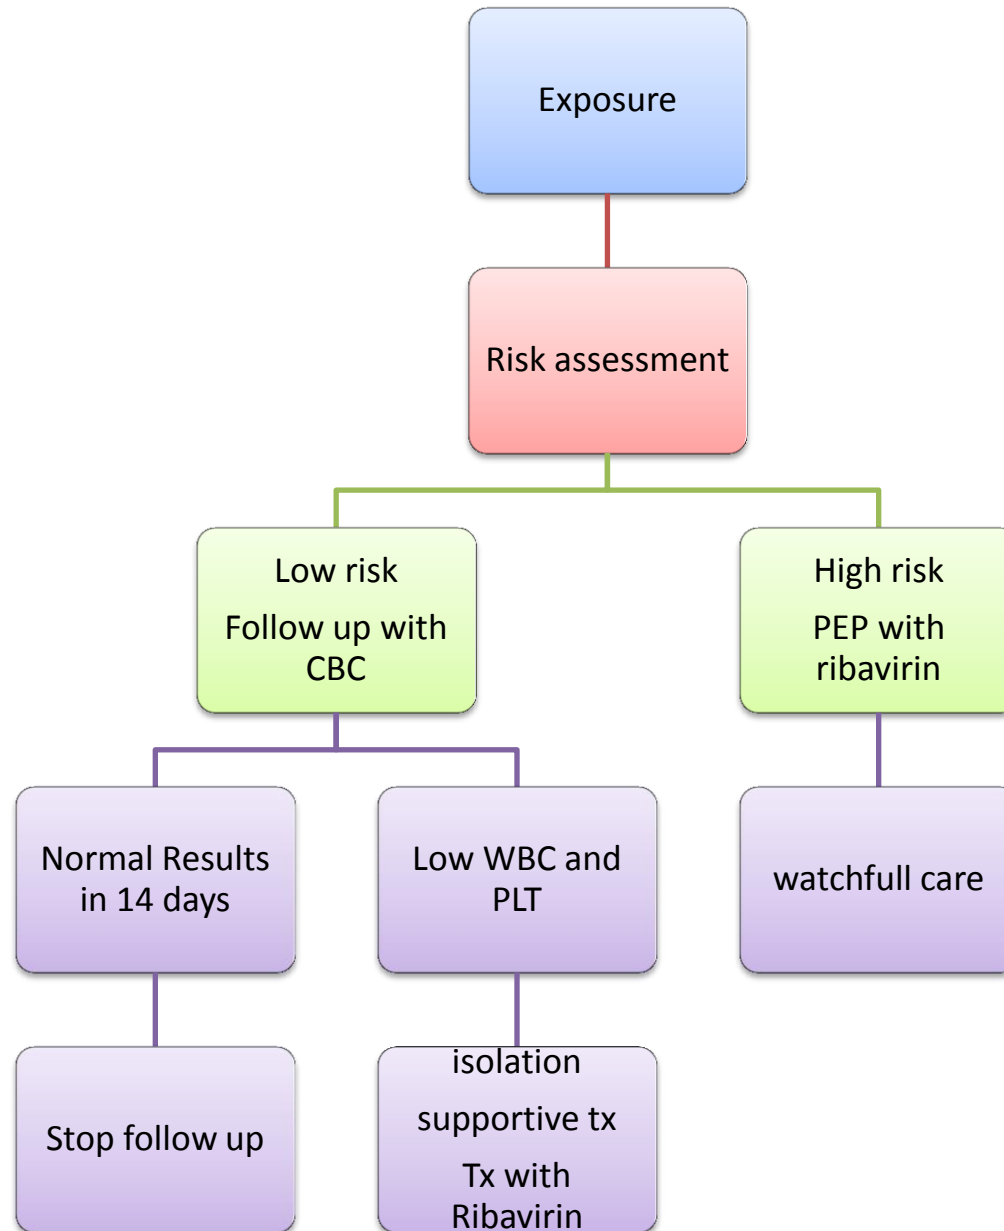 Exposure
Risk assessment
Low risk
Follow up with
CBC
High risk
PEP with
ribavirin
Normal Results
in 14 days
Low WBC and
PLT
watchfull care
Stop follow up
isolation
supportive tx
Tx with
Ribavirin